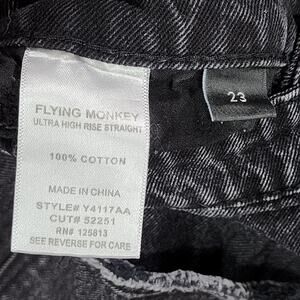 FLYING MONKEY
ULTRA HIGH RISE STRAIGHT
100% COTTON
MADE IN CHINA
STYLE# Y4117AA
CUT# 52251
RN# 125813
SEE REVERSE FOR CARE
23